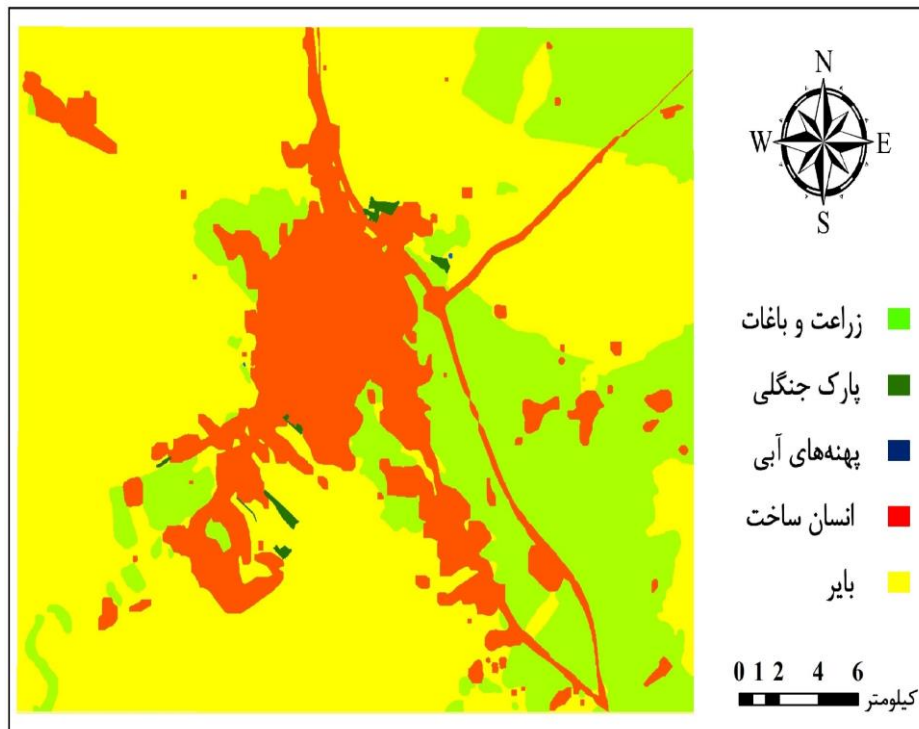 N
W E
S
زراعت و باغات
پارک جنگلی
پهنه‌های آبی
انسان ساخت
بایر
0 1 2 4 6
کیلومتر